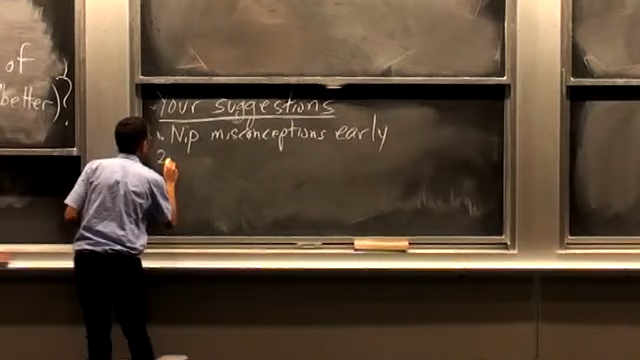 of
better)?
Your suggestions
1. Nip misconceptions early
2